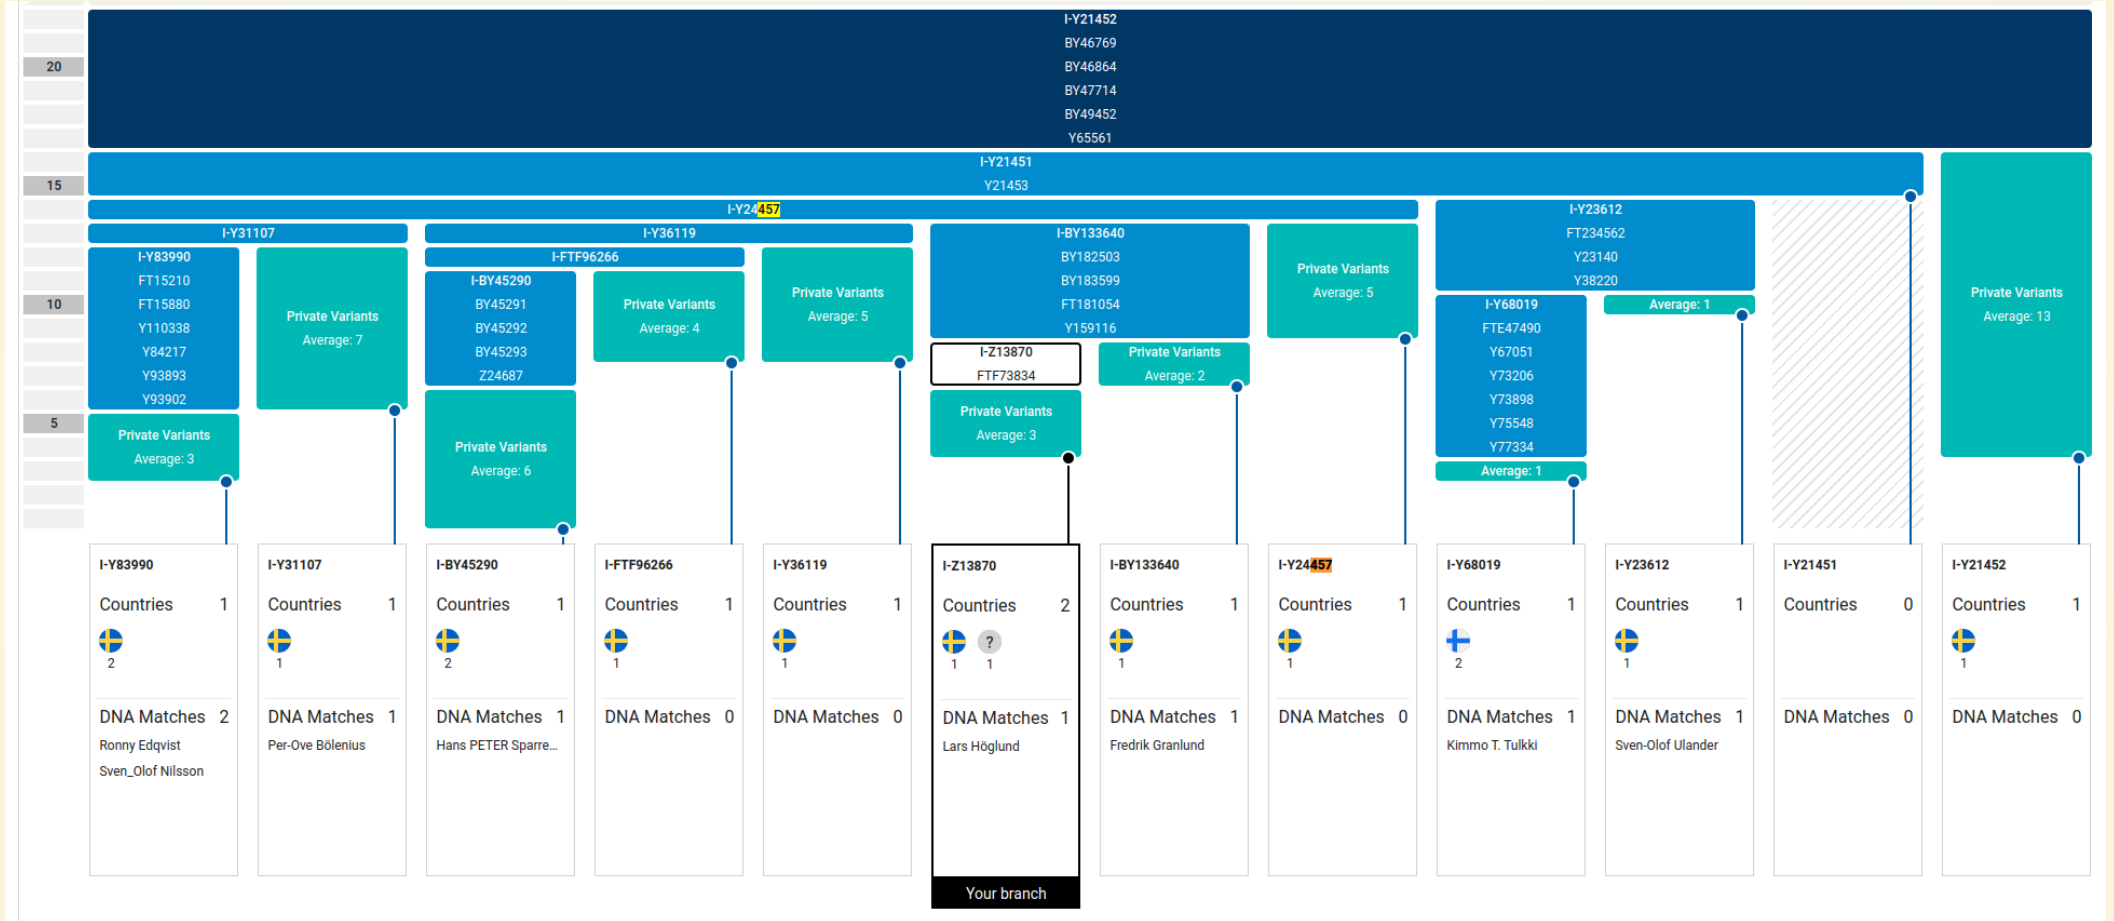 I-Y21452
BY46769
20
BY46864
BY47714
BY49452
Y65561
I-Y21451
15
Y21453
I-Y24457
I-Y23612
I-Y31107
I-Y36119
I-BY133640
FT234562
I-Y83990
I-FTF96266
BY182503
Y23140
FT15210
I-BY45290
BY183599
Y38220
Private Variants
Average: 5
Private Variants
Average: 5
Private Variants
Average: 13
10
FT15880
BY45291
Private Variants
Average: 4
FT181054
I-Y68019
Average: 1
Private Variants
Average: 7
Y110338
BY45292
Y159116
FTE47490
Y84217
BY45293
I-Z13870
Private Variants
Average: 2
Y67051
Y93893
Z24687
FTF73834
Y73206
Y93902
Y73898
5
Private Variants
Average: 3
Private Variants
Average: 6
Private Variants
Average: 3
Y75548
Y77334
Average: 1
I-Y83990
Countries 1
2
DNA Matches 2
Ronny Edqvist
Sven_Olof Nilsson
I-Y31107
Countries 1
1
DNA Matches 1
Per-Ove Bölenius
I-BY45290
Countries 1
2
DNA Matches 1
Hans PETER Sparre...
I-FTF96266
Countries 1
1
DNA Matches 0
I-Y36119
Countries 1
1
DNA Matches 0
I-Z13870
Countries 2
?
1 1
DNA Matches 1
Lars Höglund
Your branch
I-BY133640
Countries 1
1
DNA Matches 1
Fredrik Granlund
I-Y24457
Countries 1
1
DNA Matches 0
I-Y68019
Countries 1
2
DNA Matches 1
Kimmo T. Tulkki
I-Y23612
Countries 1
1
DNA Matches 1
Sven-Olof Ulander
I-Y21451
Countries 0
DNA Matches 0
I-Y21452
Countries 1
1
DNA Matches 0